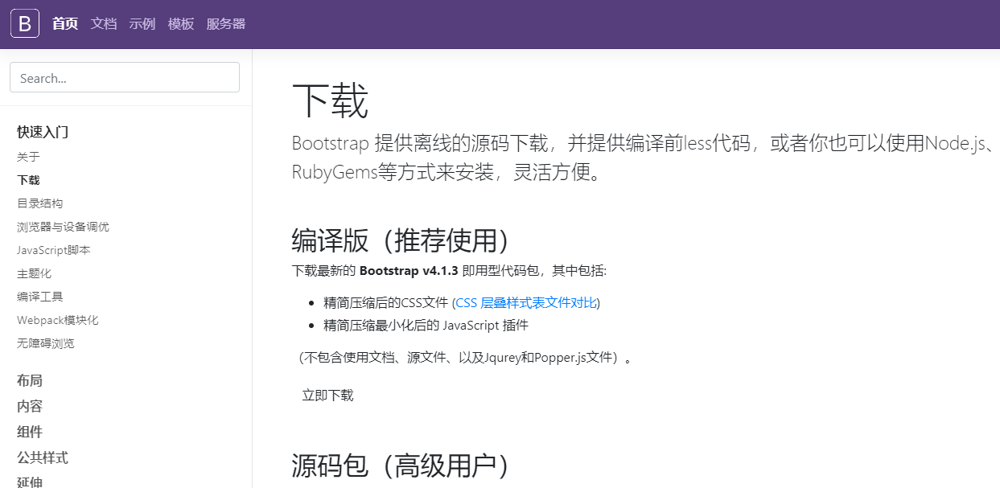 B 首页 文档 示例 模板 服务器
Search...
快速入门
关于
下载
目录结构
浏览器与设备调优
JavaScript脚本
主题化
编译工具
Webpack模块化
无障碍浏览
布局
内容
组件
公共样式
延伸
下载
Bootstrap 提供离线的源码下载，并提供编译前less代码，或者你也可以使用Node.js、
RubyGems等方式来安装，灵活方便。
编译版（推荐使用）
下载最新的 Bootstrap v4.1.3 即用型代码包，其中包括:
精简压缩后的CSS文件 (CSS 层叠样式表文件对比)
精简压缩最小化后的 JavaScript 插件
（不包含使用文档、源文件、以及Jqurey和Popper.js文件）。
立即下载
源码包（高级用户）